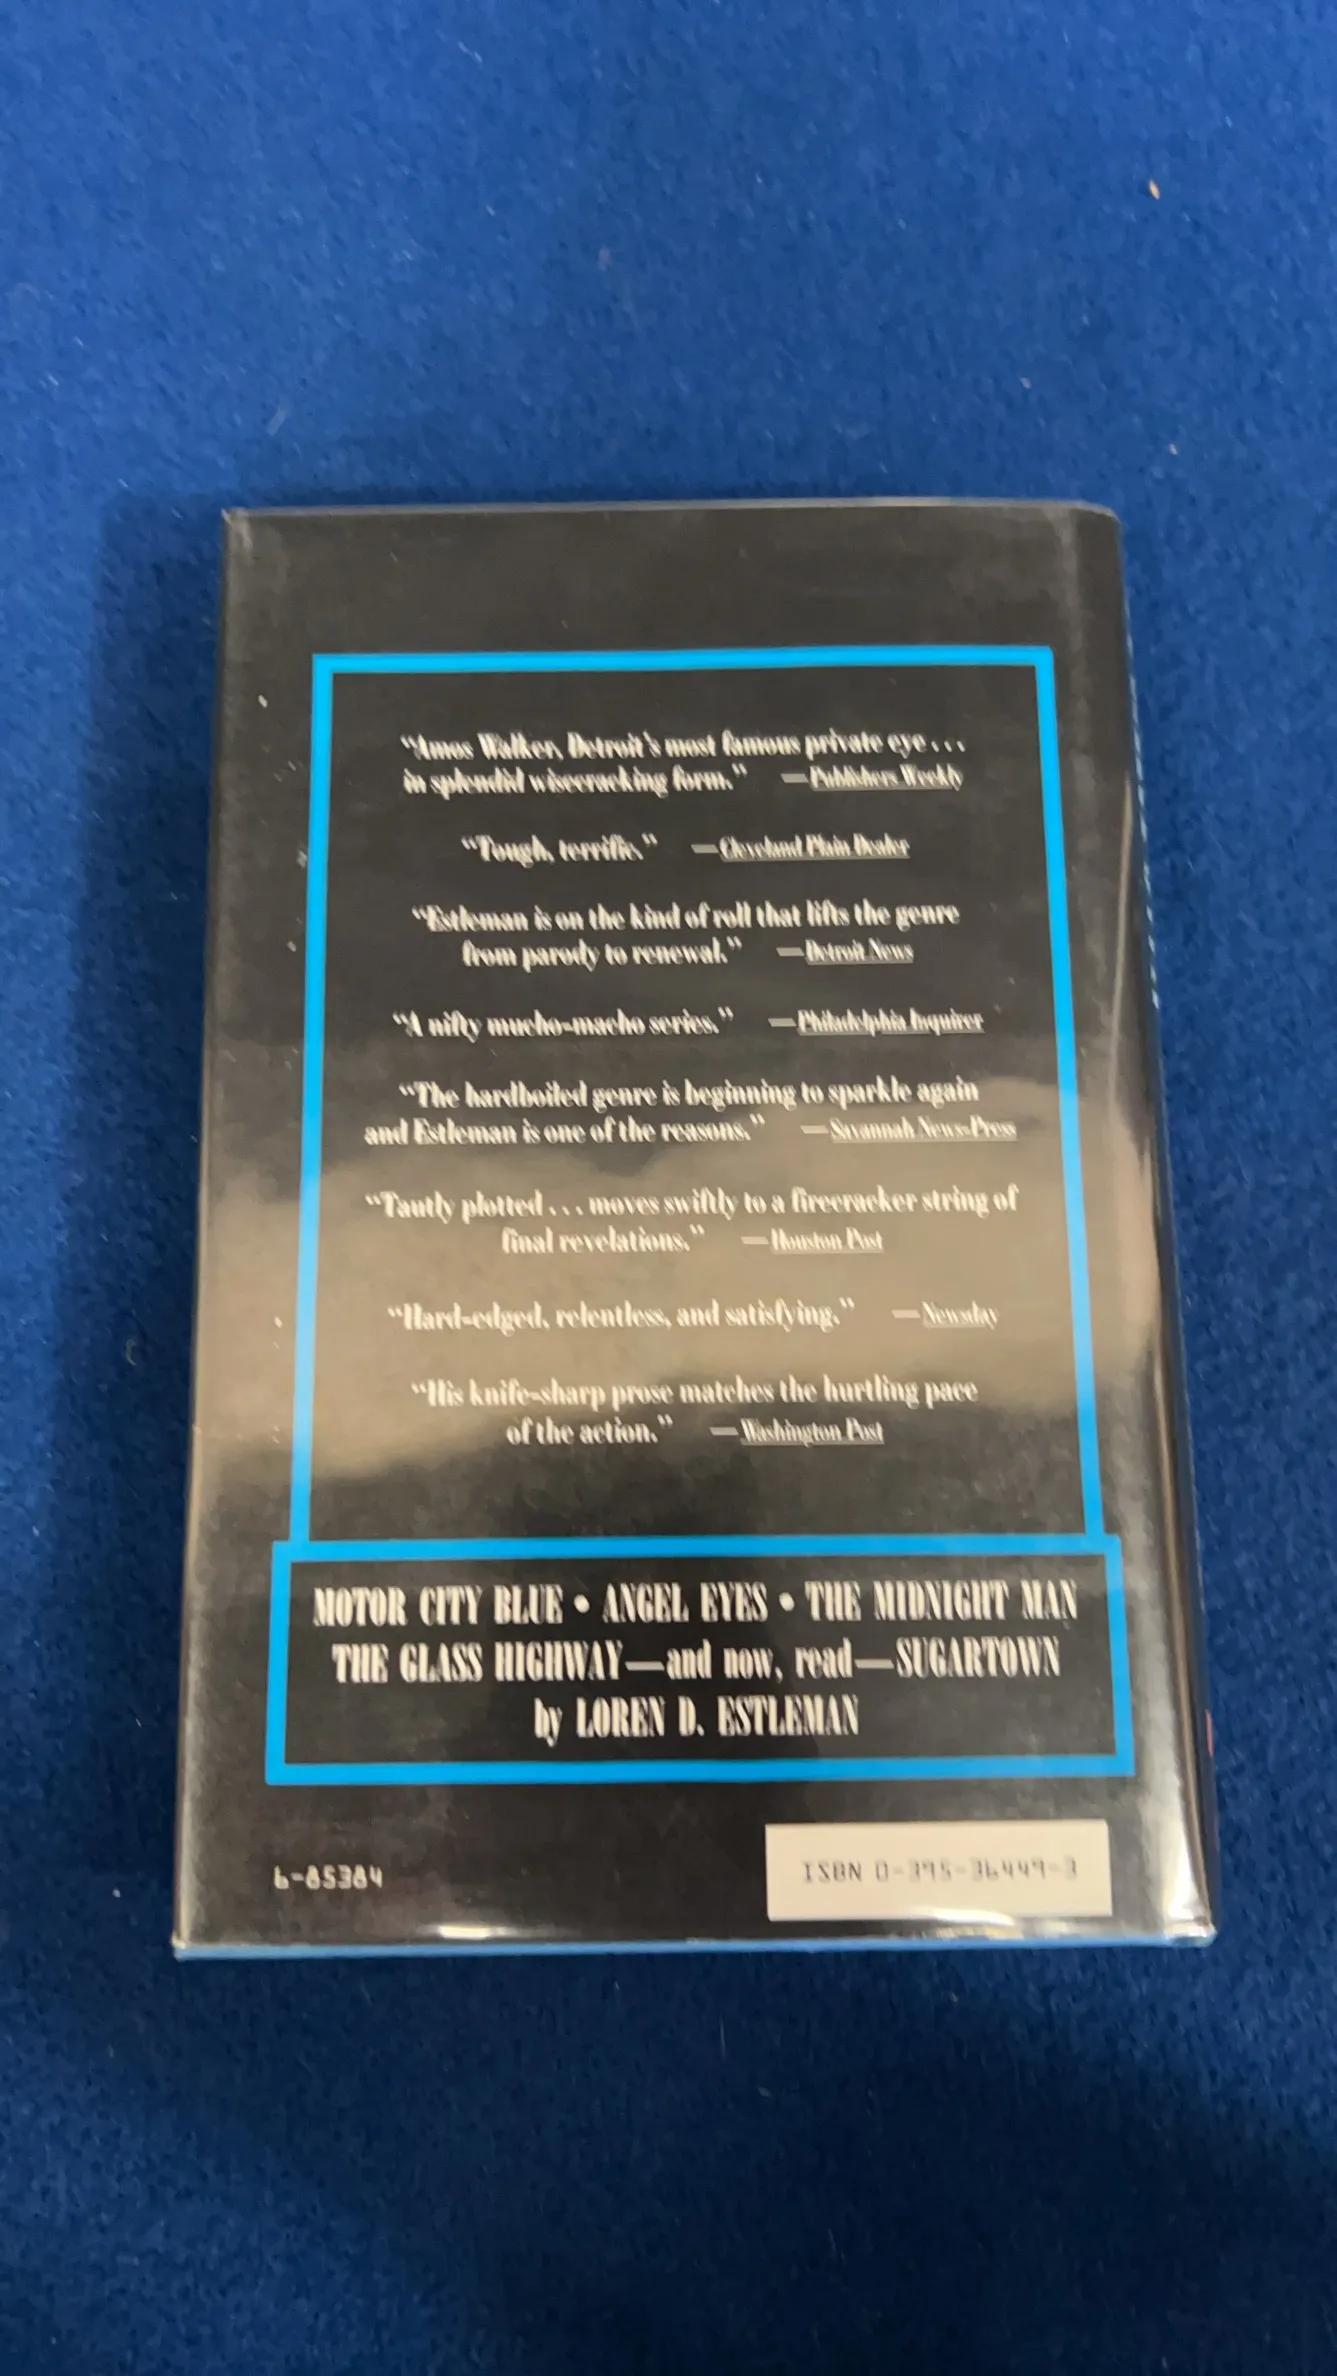 “Amos Walker, Detroit’s most famous private eye . . .
in splendid wisecracking form.” —Publishers Weekly
“Tough, terrific.” —Cleveland Plain Dealer
“Estleman is on the kind of roll that lifts the genre
from parody to renewal.” —Detroit News
“A nifty mucho-macho series.” —Philadelphia Inquirer
“The hardboiled genre is beginning to sparkle again
and Estleman is one of the reasons.” —Savannah News-Press
“Tautly plotted . . . moves swiftly to a firecracker string of
final revelations.” —Houston Post
“Hard-edged, relentless, and satisfying.” —Newsday
“His knife-sharp prose matches the hurtling pace
of the action.” —Washington Post
MOTOR CITY BLUE • ANGEL EYES • THE MIDNIGHT MAN
THE GLASS HIGHWAY—and now, read—SUGARTOWN
by LOREN D. ESTLEMAN
6-85384
ISBN 0-395-36449-3